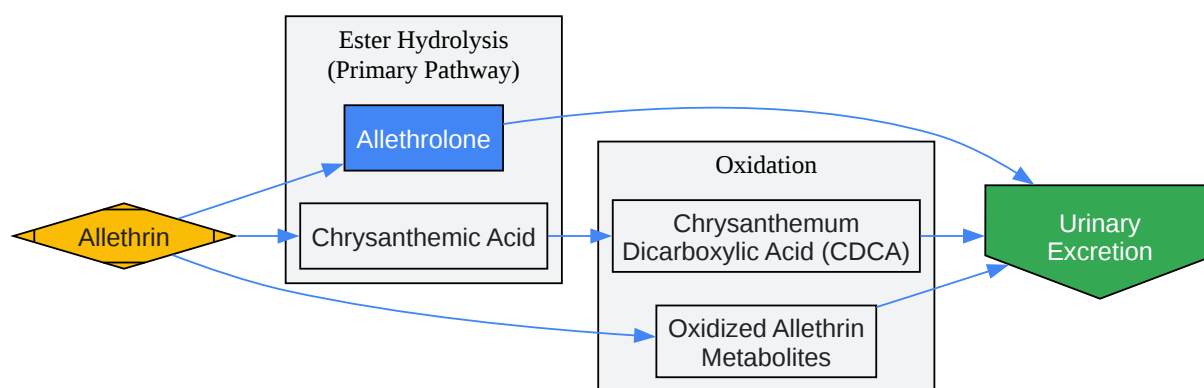 Ester Hydrolysis
(Primary Pathway)
Allethrolone
Oxidation
Allethrin
Chrysanthemic Acid
Chrysanthemum
Dicarboxylic Acid (CDCA)
Urinary
Excretion
Oxidized Allethrin
Metabolites